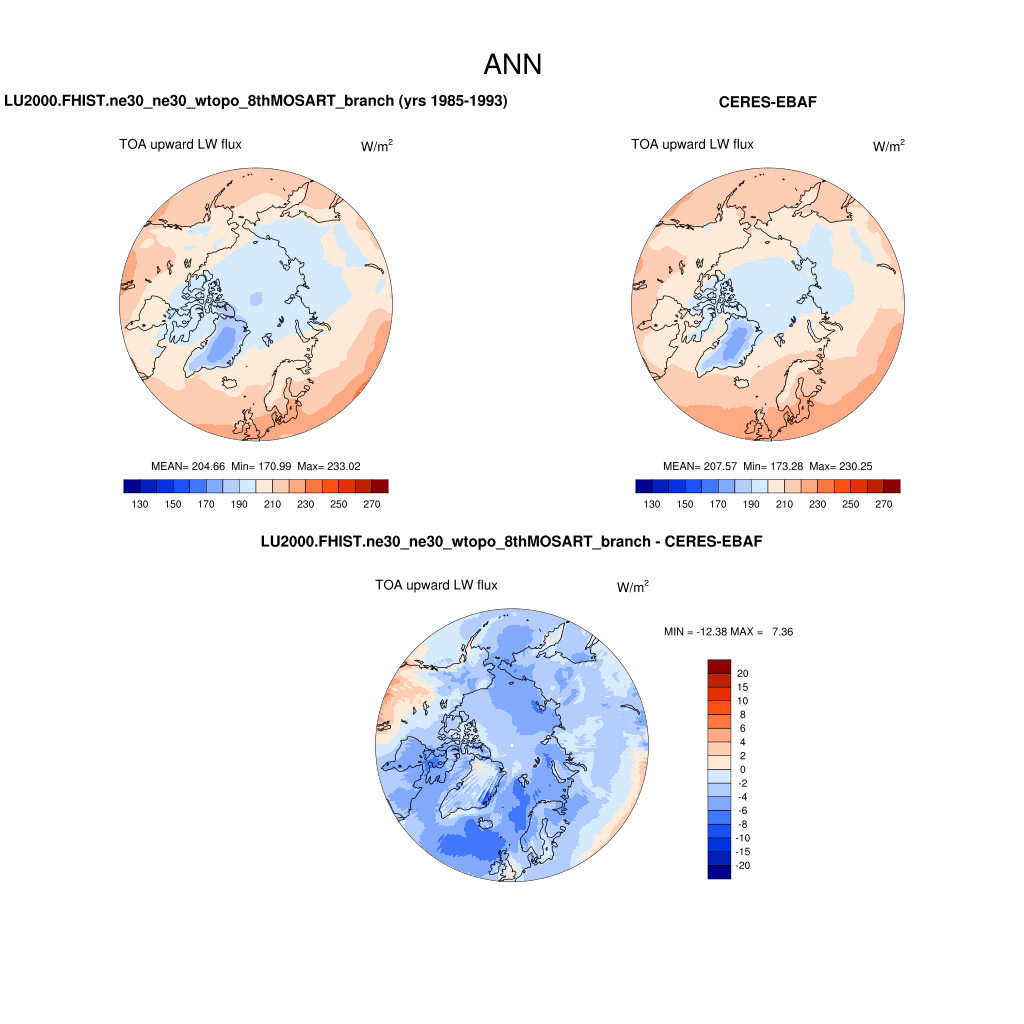 ANN
LU2000.FHIST.ne30_ne30_wtopo_8thMOSART_branch (yrs 1985-1993)
CERES-EBAF
TOA upward LW flux W/m2
TOA upward LW flux W/m2
MEAN= 204.66 Min= 170.99 Max= 233.02
MEAN= 207.57 Min= 173.28 Max= 230.25
130 150 170 190 210 230 250 270
130 150 170 190 210 230 250 270
LU2000.FHIST.ne30_ne30_wtopo_8thMOSART_branch - CERES-EBAF
TOA upward LW flux W/m2
MIN = -12.38 MAX = 7.36
20
15
10
8
6
4
2
0
-2
-4
-6
-8
-10
-15
-20